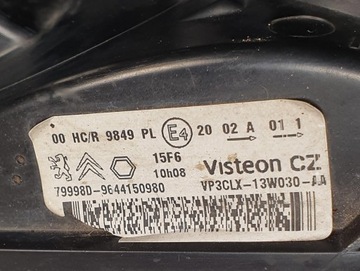 00 HC/R 9849 PL E4 20 02 A 01 1
15F6
10h08 Visteon CZ
79998D-9644150980 VP3CLX-13W030-AA